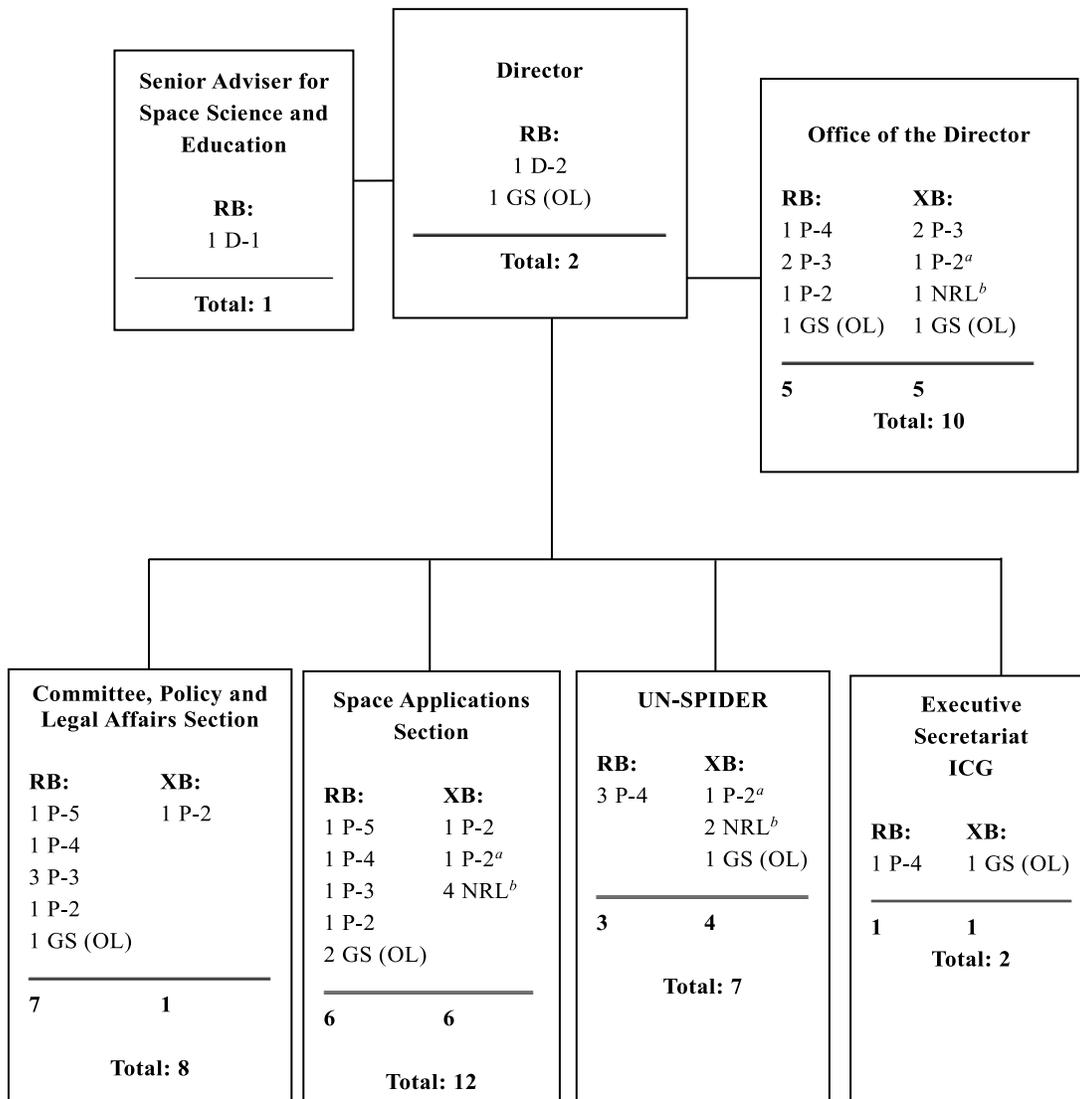 Senior Adviser for
Space Science and
Education
RB:
1 D-1
Total: 1
Director
RB:
1 D-2
1 GS (OL)
Total: 2
Office of the Director
RB: XB:
1 P-4 2 P-3
2 P-3 1 P-2ᵃ
1 P-2 1 NRLᵇ
1 GS (OL) 1 GS (OL)
5 5
Total: 10
Committee, Policy and
Legal Affairs Section
RB: XB:
1 P-5 1 P-2
1 P-4
3 P-3
1 P-2
1 GS (OL)
7 1
Total: 8
Space Applications
Section
RB: XB:
1 P-5 1 P-2
1 P-4 1 P-2ᵃ
1 P-3 4 NRLᵇ
1 P-2
2 GS (OL)
6 6
Total: 12
UN-SPIDER
RB: XB:
3 P-4 1 P-2ᵃ
2 NRLᵇ
1 GS (OL)
3 4
Total: 7
Executive
Secretariat
ICG
RB: XB:
1 P-4 1 GS (OL)
1 1
Total: 2